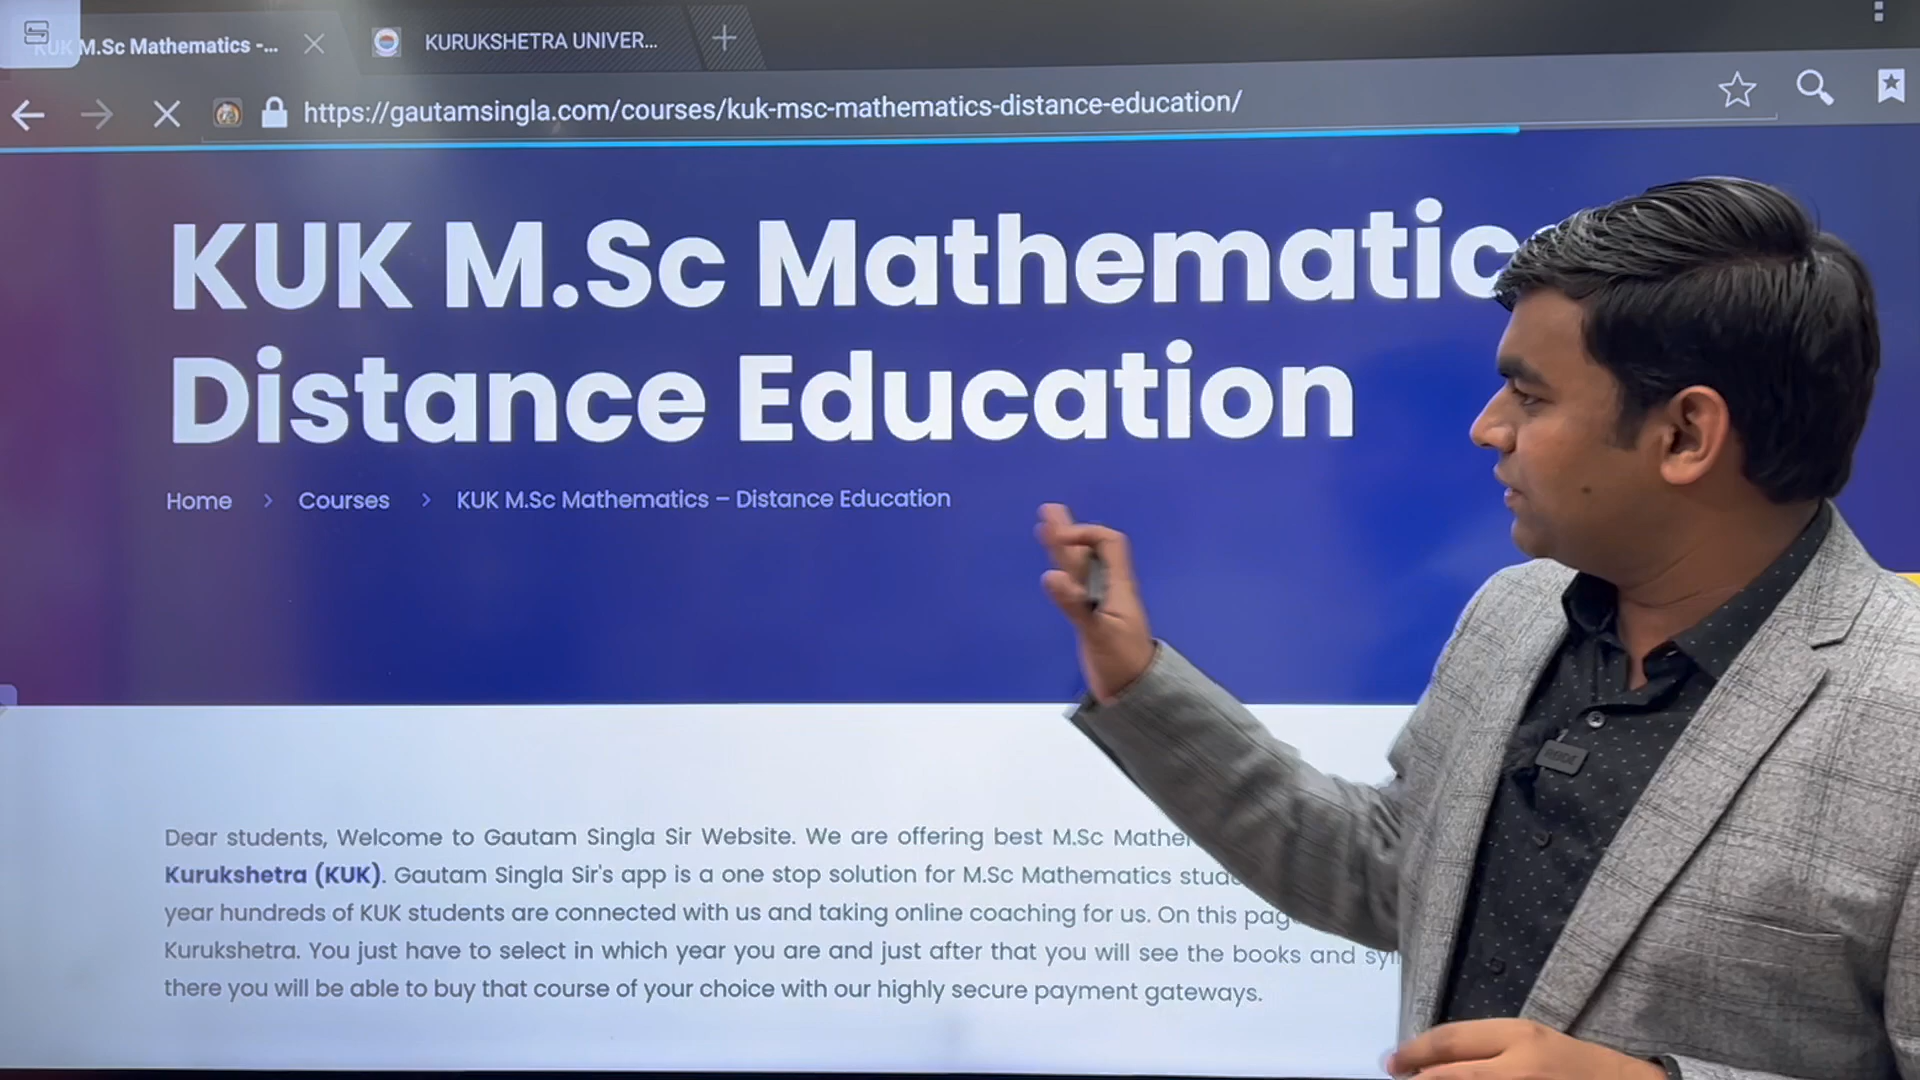 M.Sc Mathematics -...
KURUKSHETRA UNIVER...
https://gautamsingla.com/courses/kuk-msc-mathematics-distance-education/
KUK M.Sc Mathematics
Distance Education
Home > Courses > KUK M.Sc Mathematics – Distance Education
Dear students, Welcome to Gautam Singla Sir Website. We are offering best M.Sc
Kurukshetra (KUK). Gautam Singla Sir's app is a one stop solution for M.Sc Mathematics
year hundreds of KUK students are connected with us and taking online coaching for us. On this
Kurukshetra. You just have to select in which year you are and just after that you will see the books and
there you will be able to buy that course of your choice with our highly secure payment gateways.